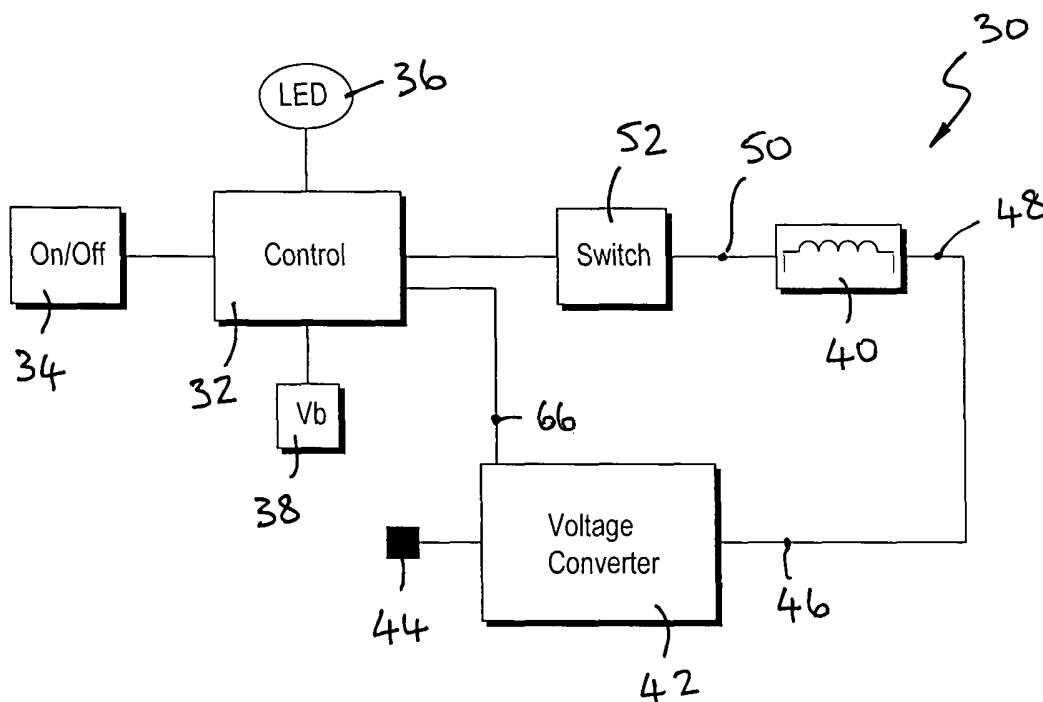 30
LED
36
52
50
48
On/Off
Control
Switch
34
32
40
Vb
66
38
Voltage
Converter
44
46
42